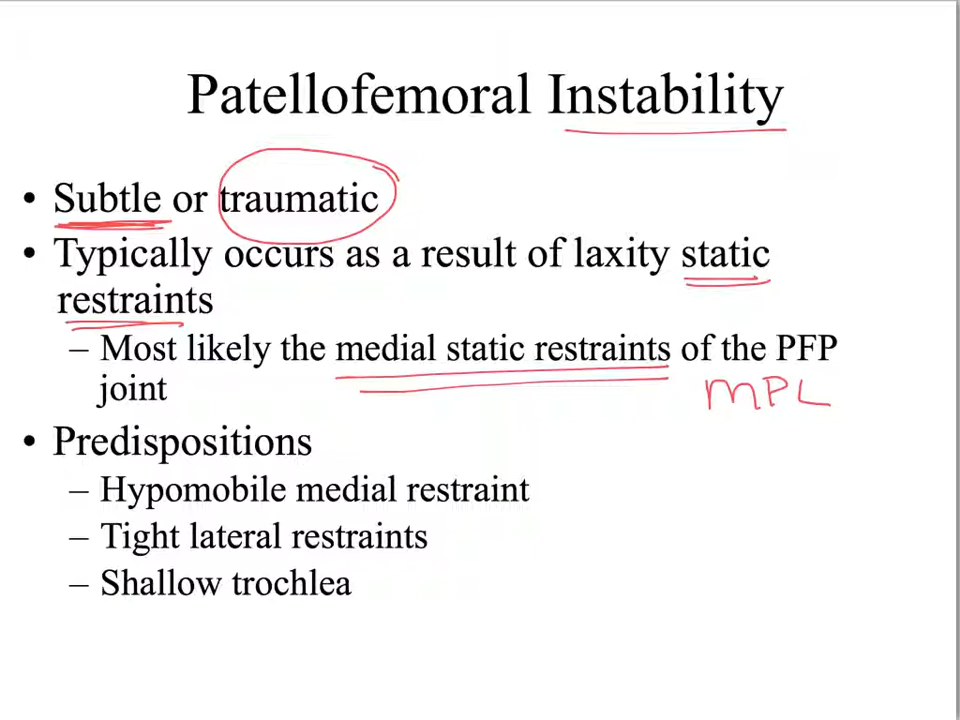 Patellofemoral Instability
• Subtle or traumatic
• Typically occurs as a result of laxity static
restraints
– Most likely the medial static restraints of the PFP
joint
MPL
• Predispositions
– Hypomobile medial restraint
– Tight lateral restraints
– Shallow trochlea